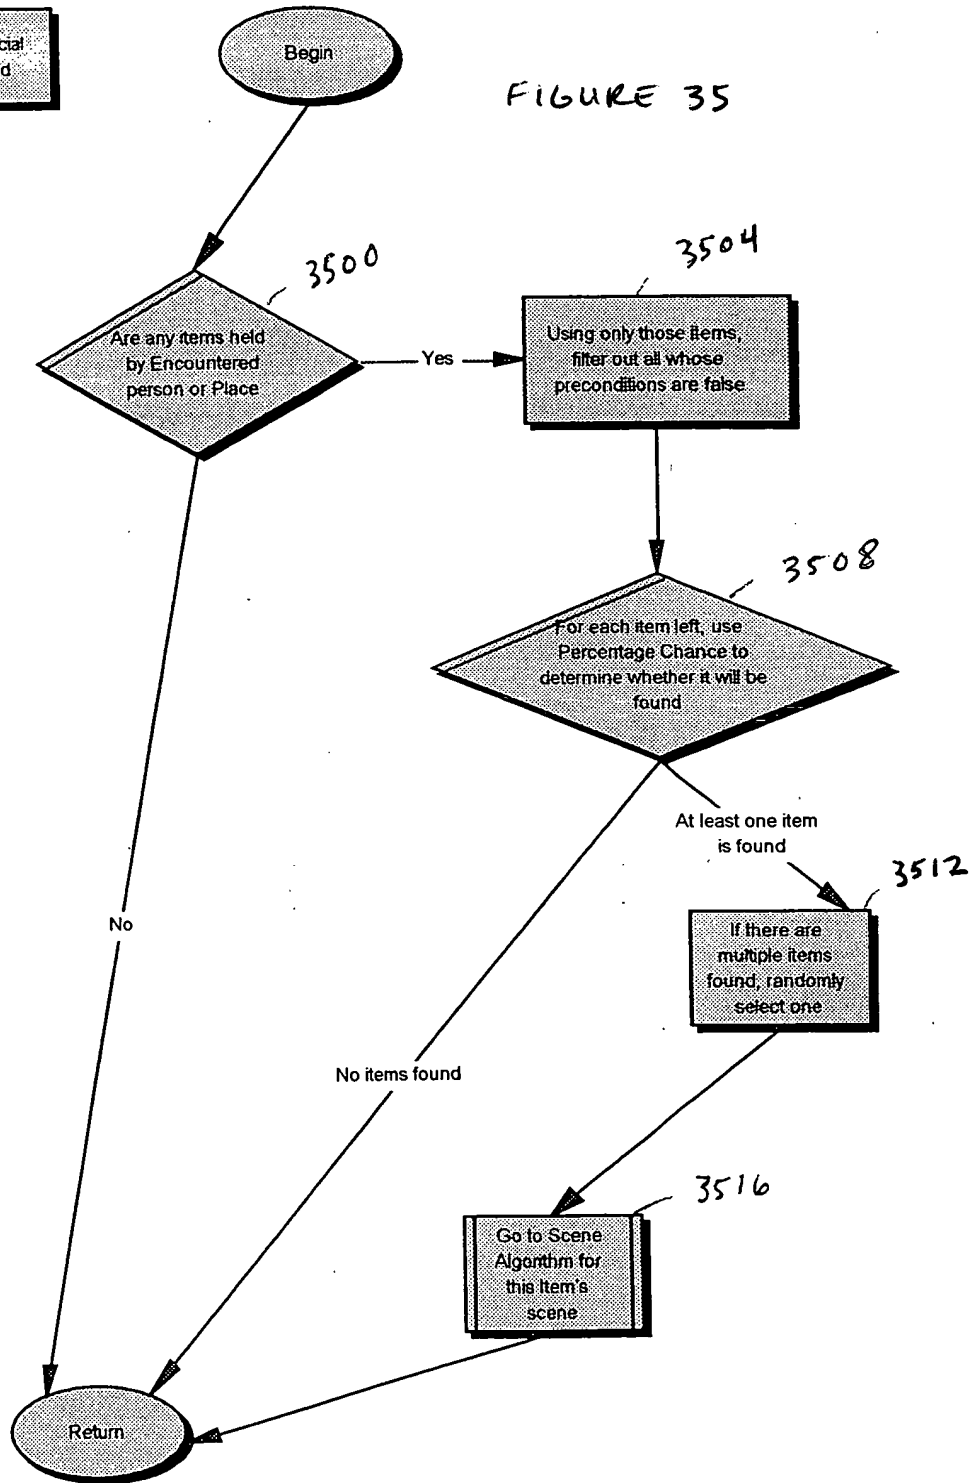 Begin
FIGURE 35
3500
Are any items held
by Encountered
person or Place
Yes
3504
Using only those Items,
filter out all whose
preconditions are false
3508
For each item left, use
Percentage Chance to
determine whether it will be
found
At least one item
is found
3512
If there are
multiple items
found, randomly
select one
No
No items found
3516
Go to Scene
Algorithm for
this Item's
scene
Return